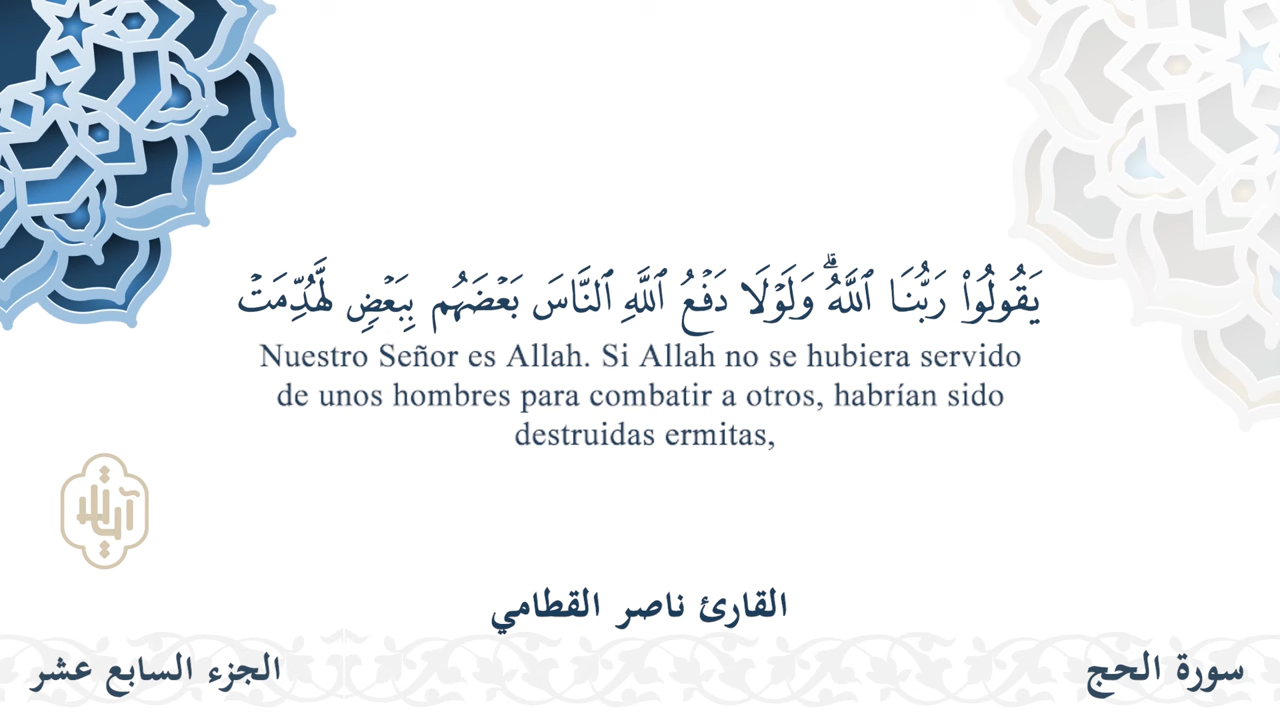 يَقُولُوا۟ رَبُّنَا ٱللَّهُ ۗ وَلَوْلَا دَفْعُ ٱللَّهِ ٱلنَّاسَ بَعْضَهُم بِبَعْضٍ لَّهُدِّمَتْ
Nuestro Señor es Allah. Si Allah no se hubiera servido
de unos hombres para combatir a otros, habrían sido
destruidas ermitas,
القارئ ناصر القطامي
سورة الحج
الجزء السابع عشر